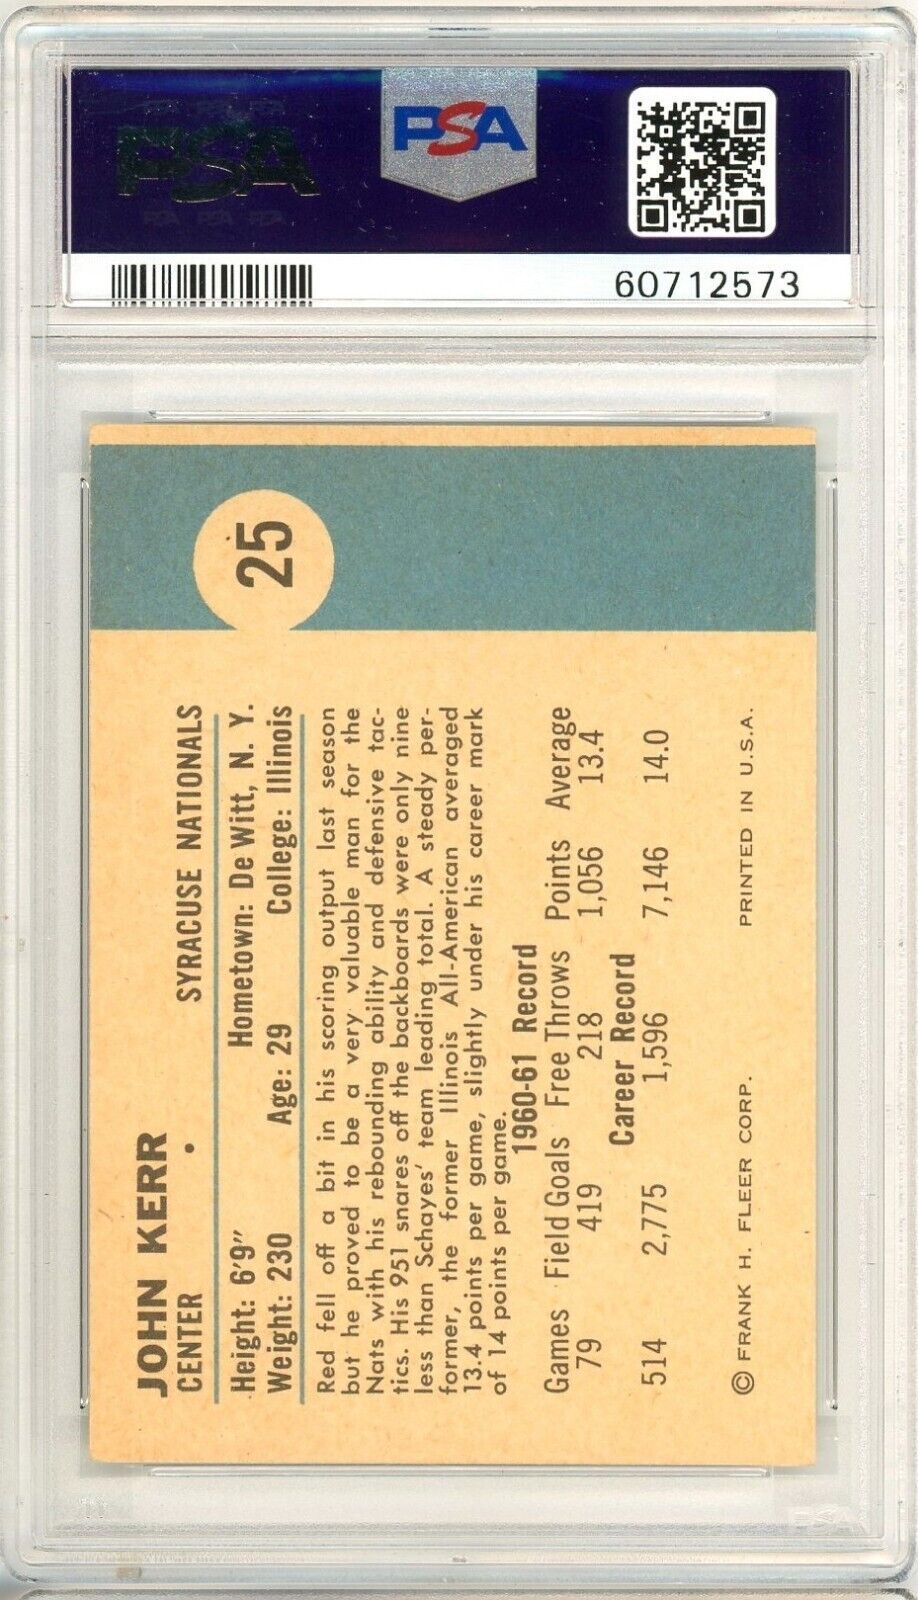 PSA
PSA
60712573
25
JOHN KERR
CENTER • SYRACUSE NATIONALS
Height: 6'9" Hometown: De Witt, N. Y.
Weight: 230 Age: 29 College: Illinois
Red fell off a bit in his scoring output last season
but he proved to be a very valuable man for the
Nats with his rebounding ability and defensive tac-
tics. His 951 snares off the backboards were only nine
less than Schayes' team leading total. A steady per-
former, the former Illinois All-American averaged
13.4 points per game, slightly under his career mark
of 14 points per game.
1960-61 Record
Games Field Goals Free Throws Points Average
79 419 218 1,056 13.4
Career Record
514 2,775 1,596 7,146 14.0
© FRANK H. FLEER CORP. PRINTED IN U.S.A.
PSA